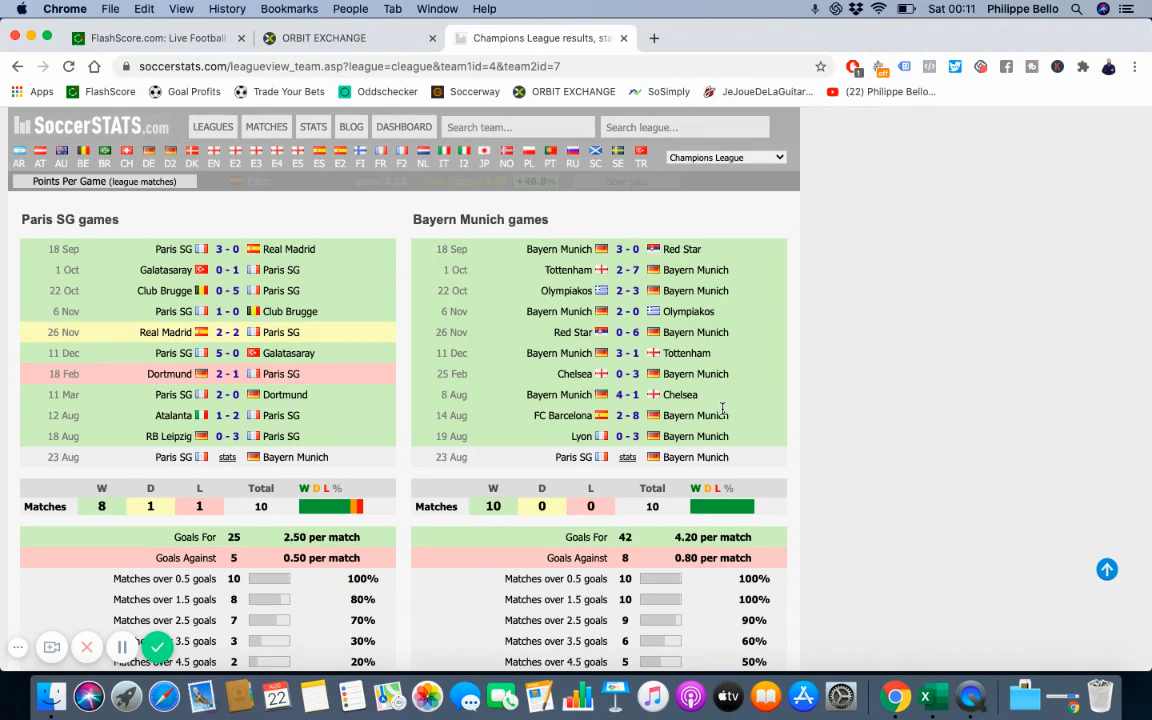 Chrome File Edit View History Bookmarks People Tab Window Help Sat 00:11 Philippe Bello
FlashScore.com: Live Football ORBIT EXCHANGE Champions League results, sta
soccerstats.com/leagueview_team.asp?league=cleague&team1id=4&team2id=7
Apps FlashScore Goal Profits Trade Your Bets Oddschecker Soccerway ORBIT EXCHANGE SoSimply JeJoueDeLaGuitar... (22) Philippe Bello...
SoccerSTATS.com LEAGUES MATCHES STATS BLOG DASHBOARD Search team... Search league...
AR AT AU BE BR CH DE D2 DK EN E2 E3 E4 E5 ES E2 FI FR F2 NL IT I2 JP NO PL PT RU SC SE TR Champions League
Points Per Game (league matches)
Paris SG games Bayern Munich games
18 Sep Paris SG 3 - 0 Real Madrid 18 Sep Bayern Munich 3 - 0 Red Star
1 Oct Galatasaray 0 - 1 Paris SG 1 Oct Tottenham 2 - 7 Bayern Munich
22 Oct Club Brugge 0 - 5 Paris SG 22 Oct Olympiakos 2 - 3 Bayern Munich
6 Nov Paris SG 1 - 0 Club Brugge 6 Nov Bayern Munich 2 - 0 Olympiakos
26 Nov Real Madrid 2 - 2 Paris SG 26 Nov Red Star 0 - 6 Bayern Munich
11 Dec Paris SG 5 - 0 Galatasaray 11 Dec Bayern Munich 3 - 1 Tottenham
18 Feb Dortmund 2 - 1 Paris SG 25 Feb Chelsea 0 - 3 Bayern Munich
11 Mar Paris SG 2 - 0 Dortmund 8 Aug Bayern Munich 4 - 1 Chelsea
12 Aug Atalanta 1 - 2 Paris SG 14 Aug FC Barcelona 2 - 8 Bayern Munich
18 Aug RB Leipzig 0 - 3 Paris SG 19 Aug Lyon 0 - 3 Bayern Munich
23 Aug Paris SG stats Bayern Munich 23 Aug Paris SG stats Bayern Munich
W D L Total W D L % W D L Total W D L %
Matches 8 1 1 10 Matches 10 0 0 10
Goals For 25 2.50 per match Goals For 42 4.20 per match
Goals Against 5 0.50 per match Goals Against 8 0.80 per match
Matches over 0.5 goals 10 100% Matches over 0.5 goals 10 100%
Matches over 1.5 goals 8 80% Matches over 1.5 goals 10 100%
Matches over 2.5 goals 7 70% Matches over 2.5 goals 9 90%
3.5 goals 3 30% Matches over 3.5 goals 6 60%
4.5 goals 2 20% Matches over 4.5 goals 5 50%
AUG
22
tv